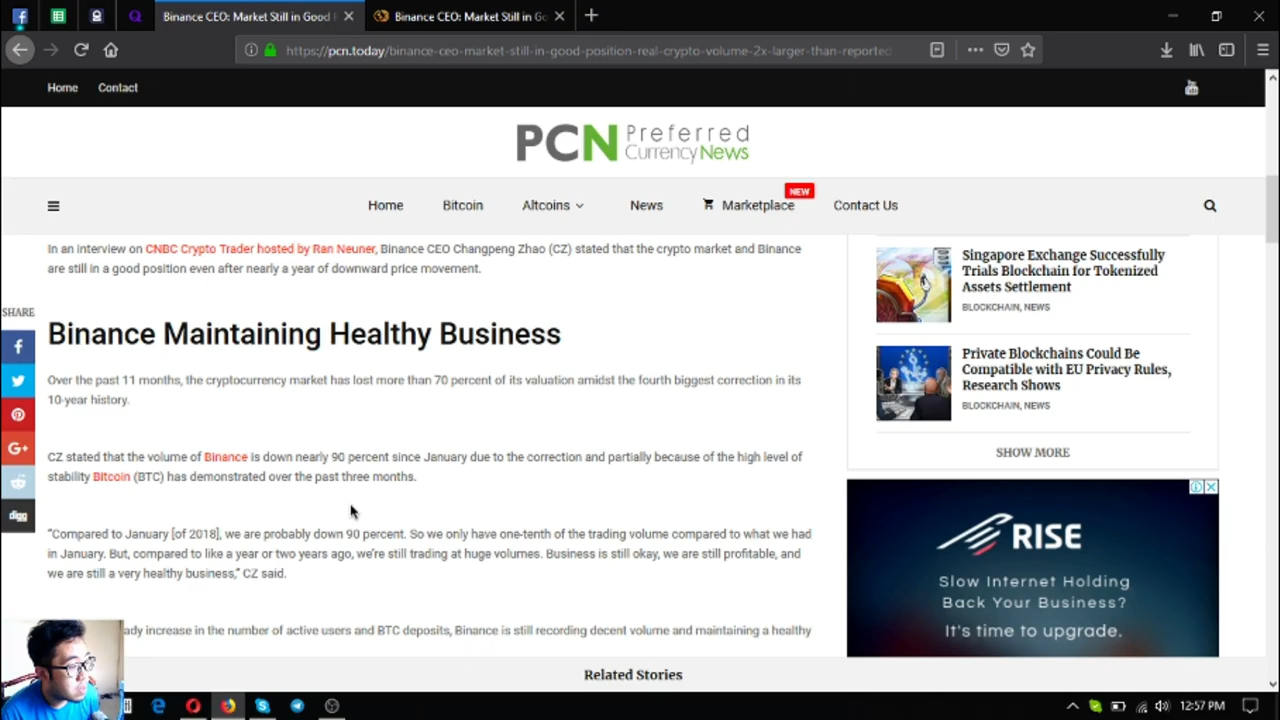 Binance CEO: Market Still in Good
Binance CEO: Market Still in Go
https://pcn.today/binance-ceo-market-still-in-good-position-real-crypto-volume-2x-larger-than-reported
Home Contact
PCN Preferred
Currency News
Home Bitcoin Altcoins News Marketplace NEW Contact Us
In an interview on CNBC Crypto Trader hosted by Ran Neuner, Binance CEO Changpeng Zhao (CZ) stated that the crypto market and Binance
are still in a good position even after nearly a year of downward price movement.
SHARE
Binance Maintaining Healthy Business
Over the past 11 months, the cryptocurrency market has lost more than 70 percent of its valuation amidst the fourth biggest correction in its
10-year history.
CZ stated that the volume of Binance is down nearly 90 percent since January due to the correction and partially because of the high level of
stability Bitcoin (BTC) has demonstrated over the past three months.
“Compared to January [of 2018], we are probably down 90 percent. So we only have one-tenth of the trading volume compared to what we had
in January. But, compared to like a year or two years ago, we’re still trading at huge volumes. Business is still okay, we are still profitable, and
we are still a very healthy business,” CZ said.
ady increase in the number of active users and BTC deposits, Binance is still recording decent volume and maintaining a healthy
G+
digg
Singapore Exchange Successfully
Trials Blockchain for Tokenized
Assets Settlement
BLOCKCHAIN, NEWS
Private Blockchains Could Be
Compatible with EU Privacy Rules,
Research Shows
BLOCKCHAIN, NEWS
SHOW MORE
RISE
Slow Internet Holding
Back Your Business?
It's time to upgrade.
Related Stories
12:57 PM